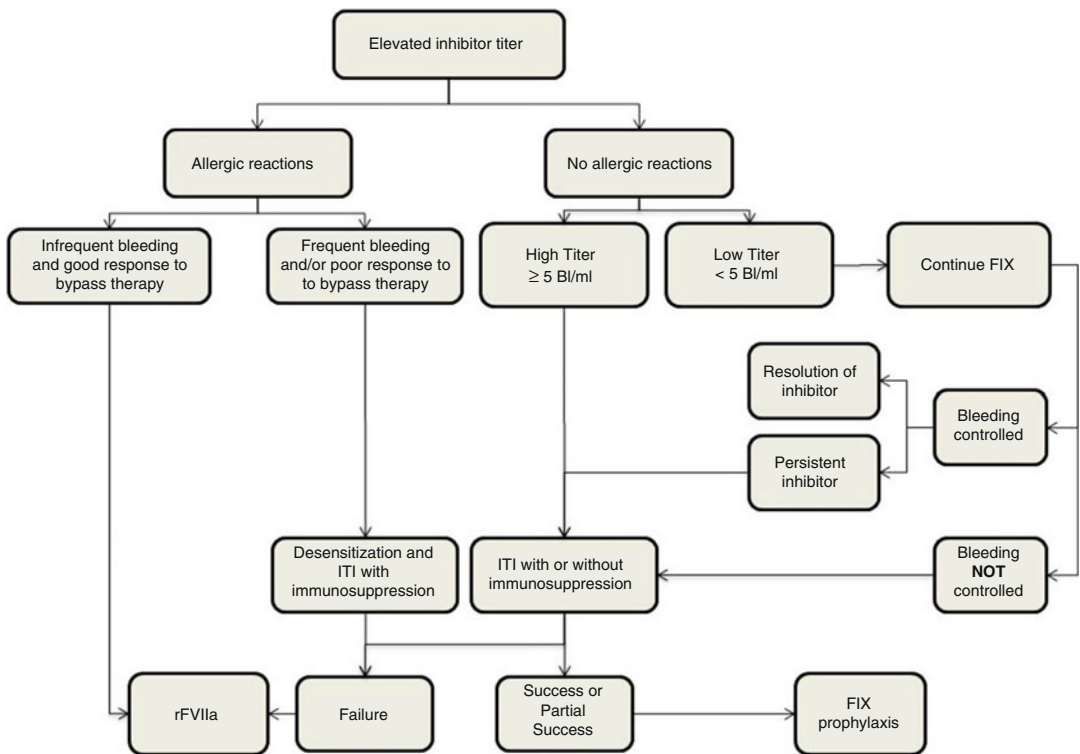 Elevated inhibitor titer
Allergic reactions
No allergic reactions
Infrequent bleeding
and good response to
bypass therapy
Frequent bleeding
and/or poor response to
to bypass therapy
High Titer
≥ 5 Bl/ml
Low Titer
< 5 Bl/ml
Continue FIX
Resolution of
inhibitor
Bleeding
controlled
Persistent
inhibitor
Desensitization and
ITI with
immunosuppression
ITI with or without
immunosuppression
Bleeding
NOT
controlled
rFVIIa
Failure
Success or
Partial
Success
FIX
prophylaxis